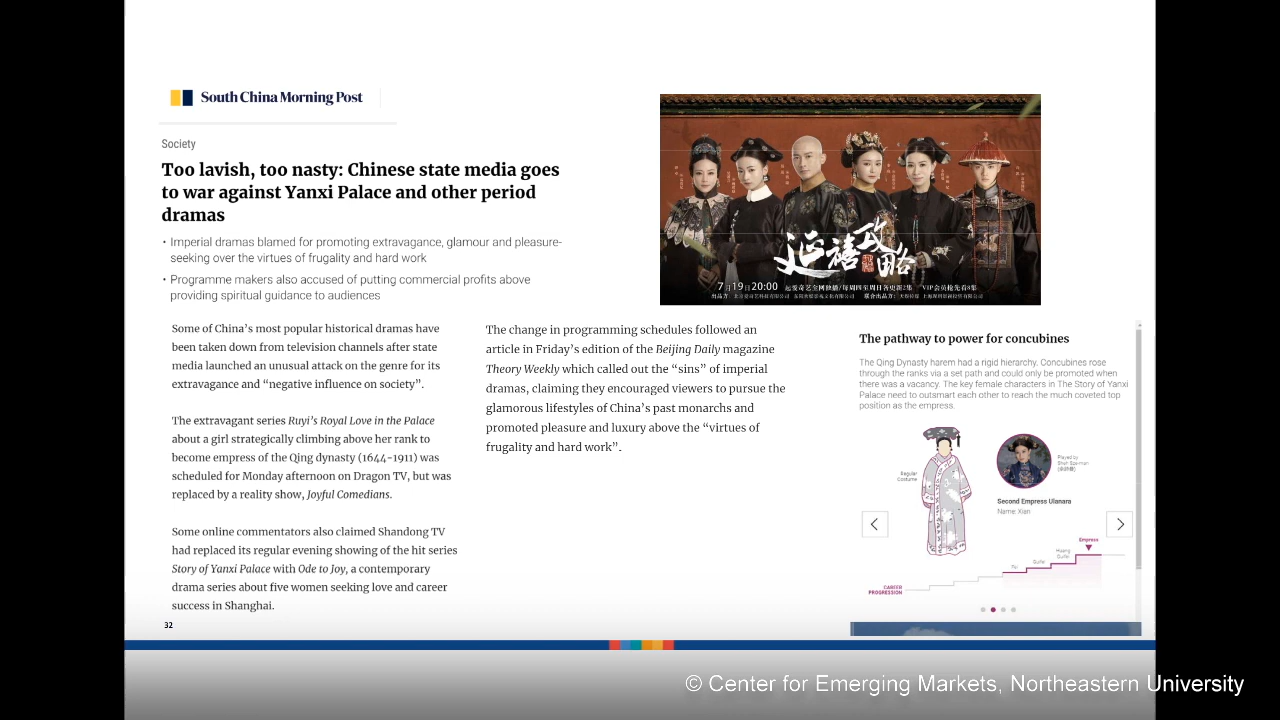 South China Morning Post
Society
Too lavish, too nasty: Chinese state media goes
to war against Yanxi Palace and other period
dramas
• Imperial dramas blamed for promoting extravagance, glamour and pleasure-
seeking over the virtues of frugality and hard work
• Programme makers also accused of putting commercial profits above
providing spiritual guidance to audiences
Some of China’s most popular historical dramas have
been taken down from television channels after state
media launched an unusual attack on the genre for its
extravagance and “negative influence on society”.
The extravagant series Ruyi’s Royal Love in the Palace
about a girl strategically climbing above her rank to
become empress of the Qing dynasty (1644-1911) was
scheduled for Monday afternoon on Dragon TV, but was
replaced by a reality show, Joyful Comedians.
Some online commentators also claimed Shandong TV
had replaced its regular evening showing of the hit series
Story of Yanxi Palace with Ode to Joy, a contemporary
drama series about five women seeking love and career
success in Shanghai.
The change in programming schedules followed an
article in Friday’s edition of the Beijing Daily magazine
Theory Weekly which called out the “sins” of imperial
dramas, claiming they encouraged viewers to pursue the
glamorous lifestyles of China’s past monarchs and
promoted pleasure and luxury above the “virtues of
frugality and hard work”.
延禧攻略
7月19日20:00
The pathway to power for concubines
The Qing Dynasty harem had a rigid hierarchy. Concubines rose
through the ranks via a set path and could only be promoted when
there was a vacancy. The key female characters in The Story of Yanxi
Palace need to outsmart each other to reach the much coveted top
position as the empress.
Regular
Costume
Played by
Second Empress Ulanara
Name: Xian
Empress
Huang
Guifei
Guifei
Fei
CAREER
PROGRESSION
32
© Center for Emerging Markets, Northeastern University